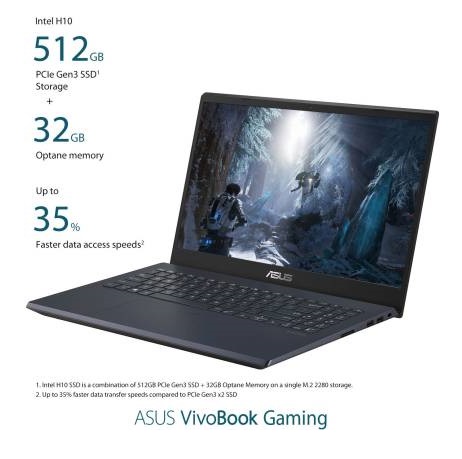 Intel H10
512GB
PCIe Gen3 SSD1
Storage
+
32GB
Optane memory
Up to
35%
Faster data access speeds2
ASUS
1. Intel H10 SSD is a combination of 512GB PCIe Gen3 SSD + 32GB Optane Memory on a single M.2 2280 storage.
2. Up to 35% faster data transfer speeds compared to PCIe Gen3 x2 SSD
ASUS VivoBook Gaming